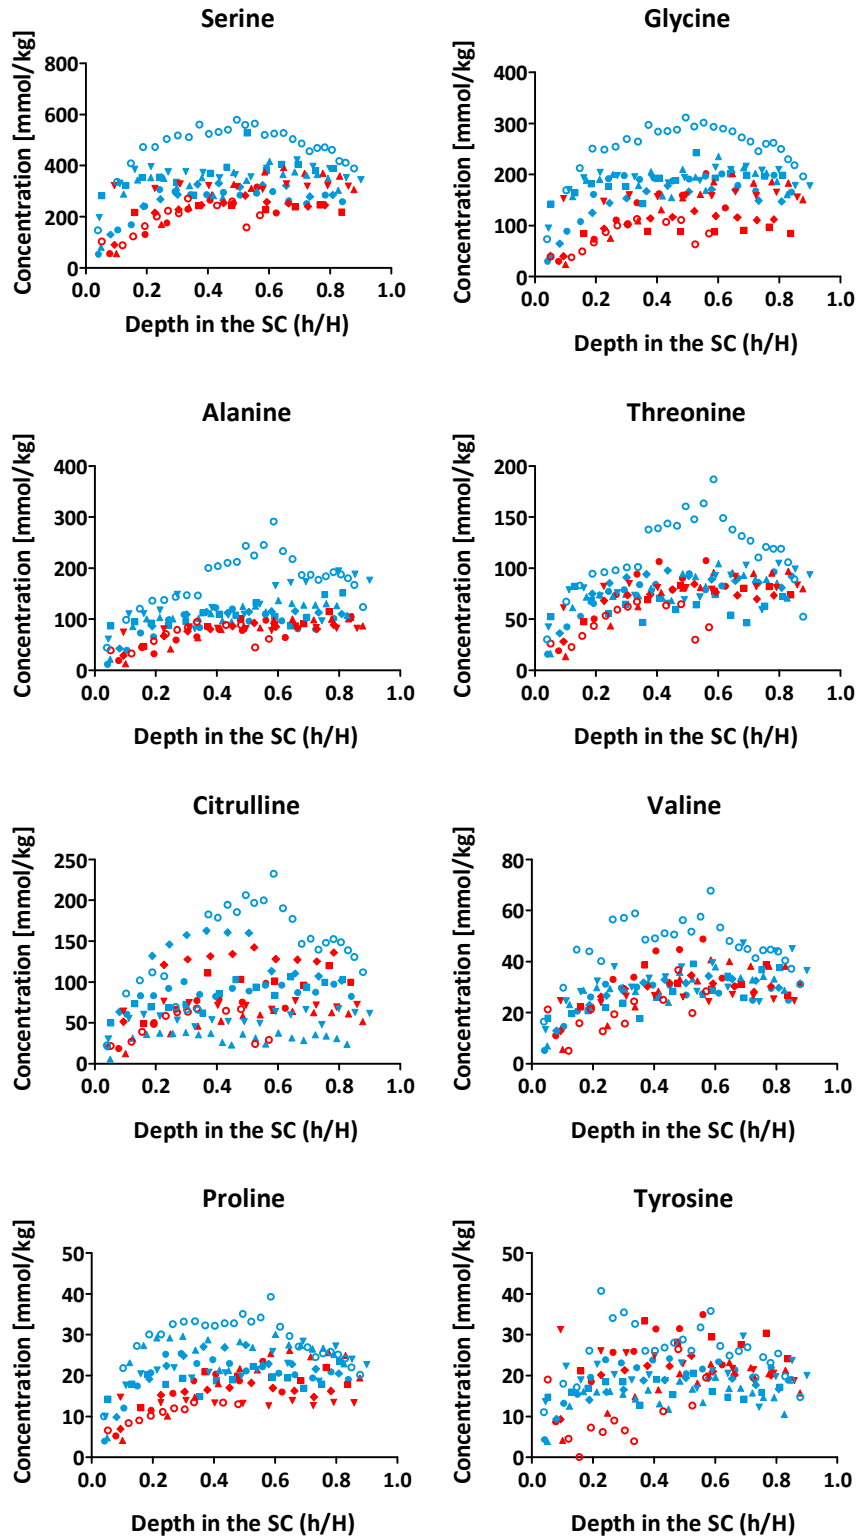 Serine
Concentration [mmol/kg]
800
600
400
200
0
0.0 0.2 0.4 0.6 0.8 1.0
Depth in the SC (h/H)
Glycine
Concentration [mmol/kg]
400
300
200
100
0
0.0 0.2 0.4 0.6 0.8 1.0
Depth in the SC (h/H)
Alanine
Concentration [mmol/kg]
400
300
200
100
0
0.0 0.2 0.4 0.6 0.8 1.0
Depth in the SC (h/H)
Threonine
Concentration [mmol/kg]
200
150
100
50
0
0.0 0.2 0.4 0.6 0.8 1.0
Depth in the SC (h/H)
Citrulline
Concentration [mmol/kg]
250
200
150
100
50
0
0.0 0.2 0.4 0.6 0.8 1.0
Depth in the SC (h/H)
Valine
Concentration [mmol/kg]
80
60
40
20
0
0.0 0.2 0.4 0.6 0.8 1.0
Depth in the SC (h/H)
Proline
Concentration [mmol/kg]
50
40
30
20
10
0
0.0 0.2 0.4 0.6 0.8 1.0
Depth in the SC (h/H)
Tyrosine
Concentration [mmol/kg]
50
40
30
20
10
0
0.0 0.2 0.4 0.6 0.8 1.0
Depth in the SC (h/H)